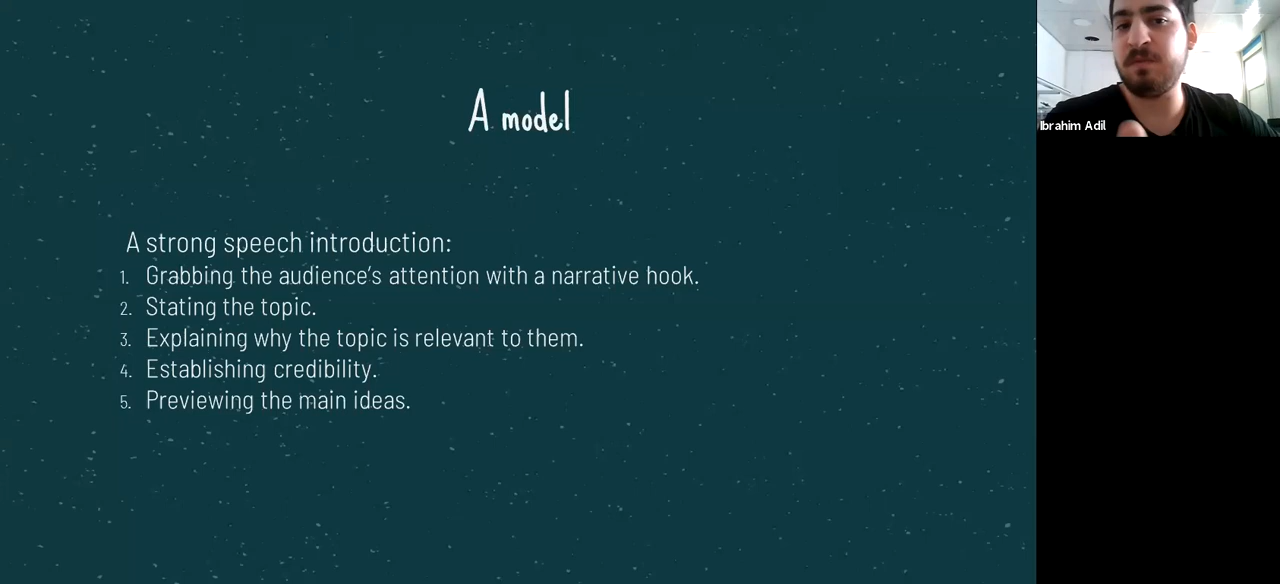 A model
A strong speech introduction:
1. Grabbing the audience’s attention with a narrative hook.
2. Stating the topic.
3. Explaining why the topic is relevant to them.
4. Establishing credibility.
5. Previewing the main ideas.
Ibrahim Adil